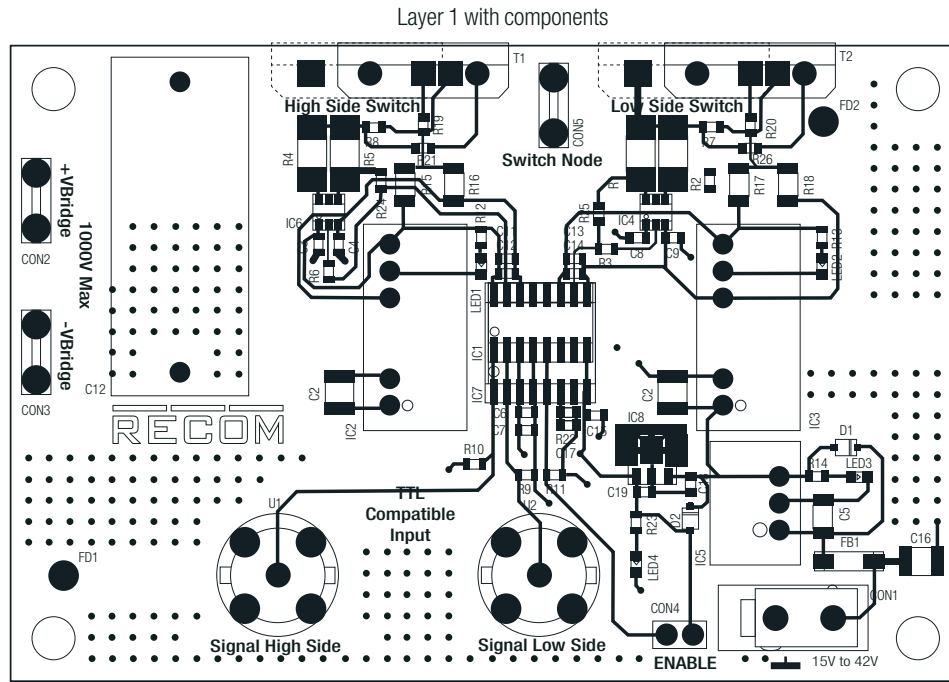 Layer 1 with components
T1
T2
High Side Switch
Low Side Switch
FD2
R19
R20
R8
R7
CON5
R4
R5
R21
R26
Switch Node
+VBridge
R16
R2
R17
R18
R24
R25
IC6
IC4
R13
C4
C13
C14
R3
C8
C9
R6
CON2
1000V Max
LED1
LED2
IC1
-VBridge
C12
C2
C2
IC7
CON3
IC2
IC3
RECOM
C6
C7
R22
C17
IC8
D1
R10
R14
LED3
R9
R11
C19
C5
U1
TTL
Compatible
Input
U2
R23
D2
IC5
FB1
C16
FD1
LED4
CON1
CON4
Signal High Side
Signal Low Side
ENABLE
15V to 42V